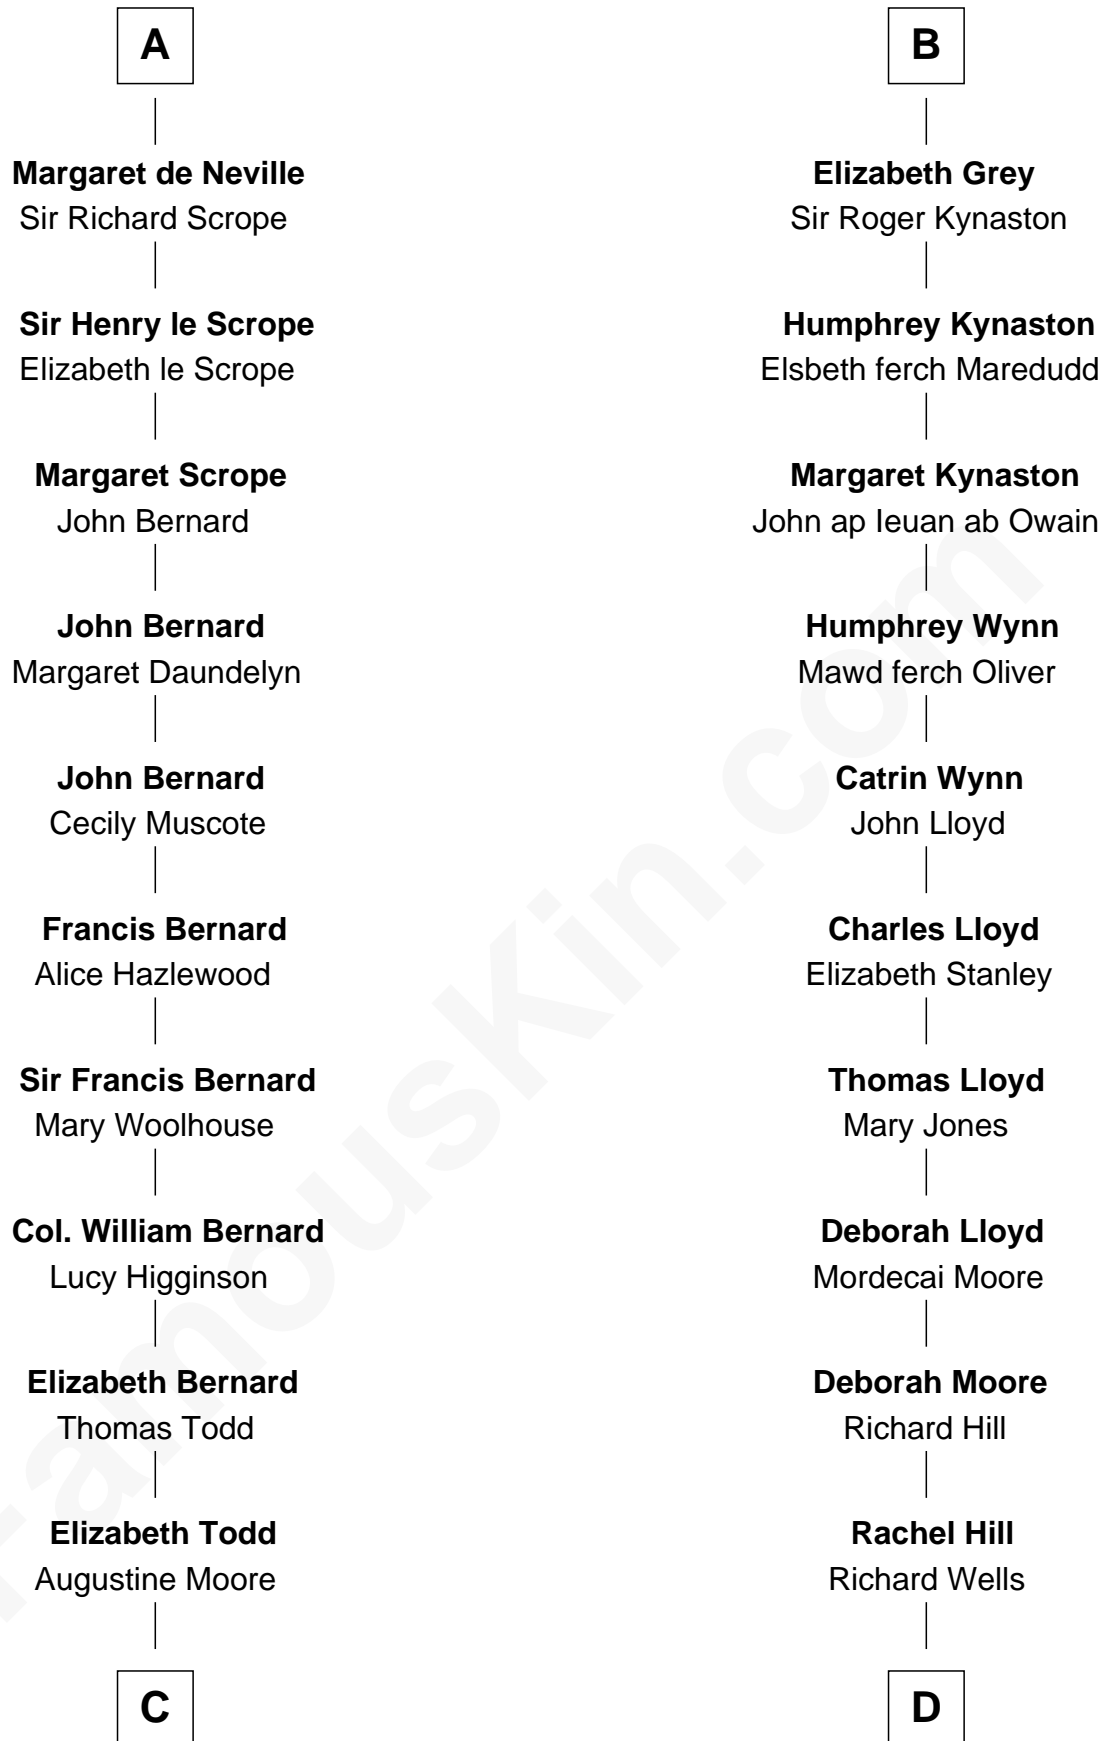 A
Margaret de Neville
Sir Richard Scrope
Sir Henry le Scrope
Elizabeth le Scrope
Margaret Scrope
John Bernard
John Bernard
Margaret Daundelyn
John Bernard
Cecily Muscote
Francis Bernard
Alice Hazlewood
Sir Francis Bernard
Mary Woolhouse
Col. William Bernard
Lucy Higginson
Elizabeth Bernard
Thomas Todd
Elizabeth Todd
Augustine Moore
C
B
Elizabeth Grey
Sir Roger Kynaston
Humphrey Kynaston
Elsbeth ferch Maredudd
Margaret Kynaston
John ap Ieuan ab Owain
Humphrey Wynn
Mawd ferch Oliver
Catrin Wynn
John Lloyd
Charles Lloyd
Elizabeth Stanley
Thomas Lloyd
Mary Jones
Deborah Lloyd
Mordecai Moore
Deborah Moore
Richard Hill
Rachel Hill
Richard Wells
D
FamousKin.com